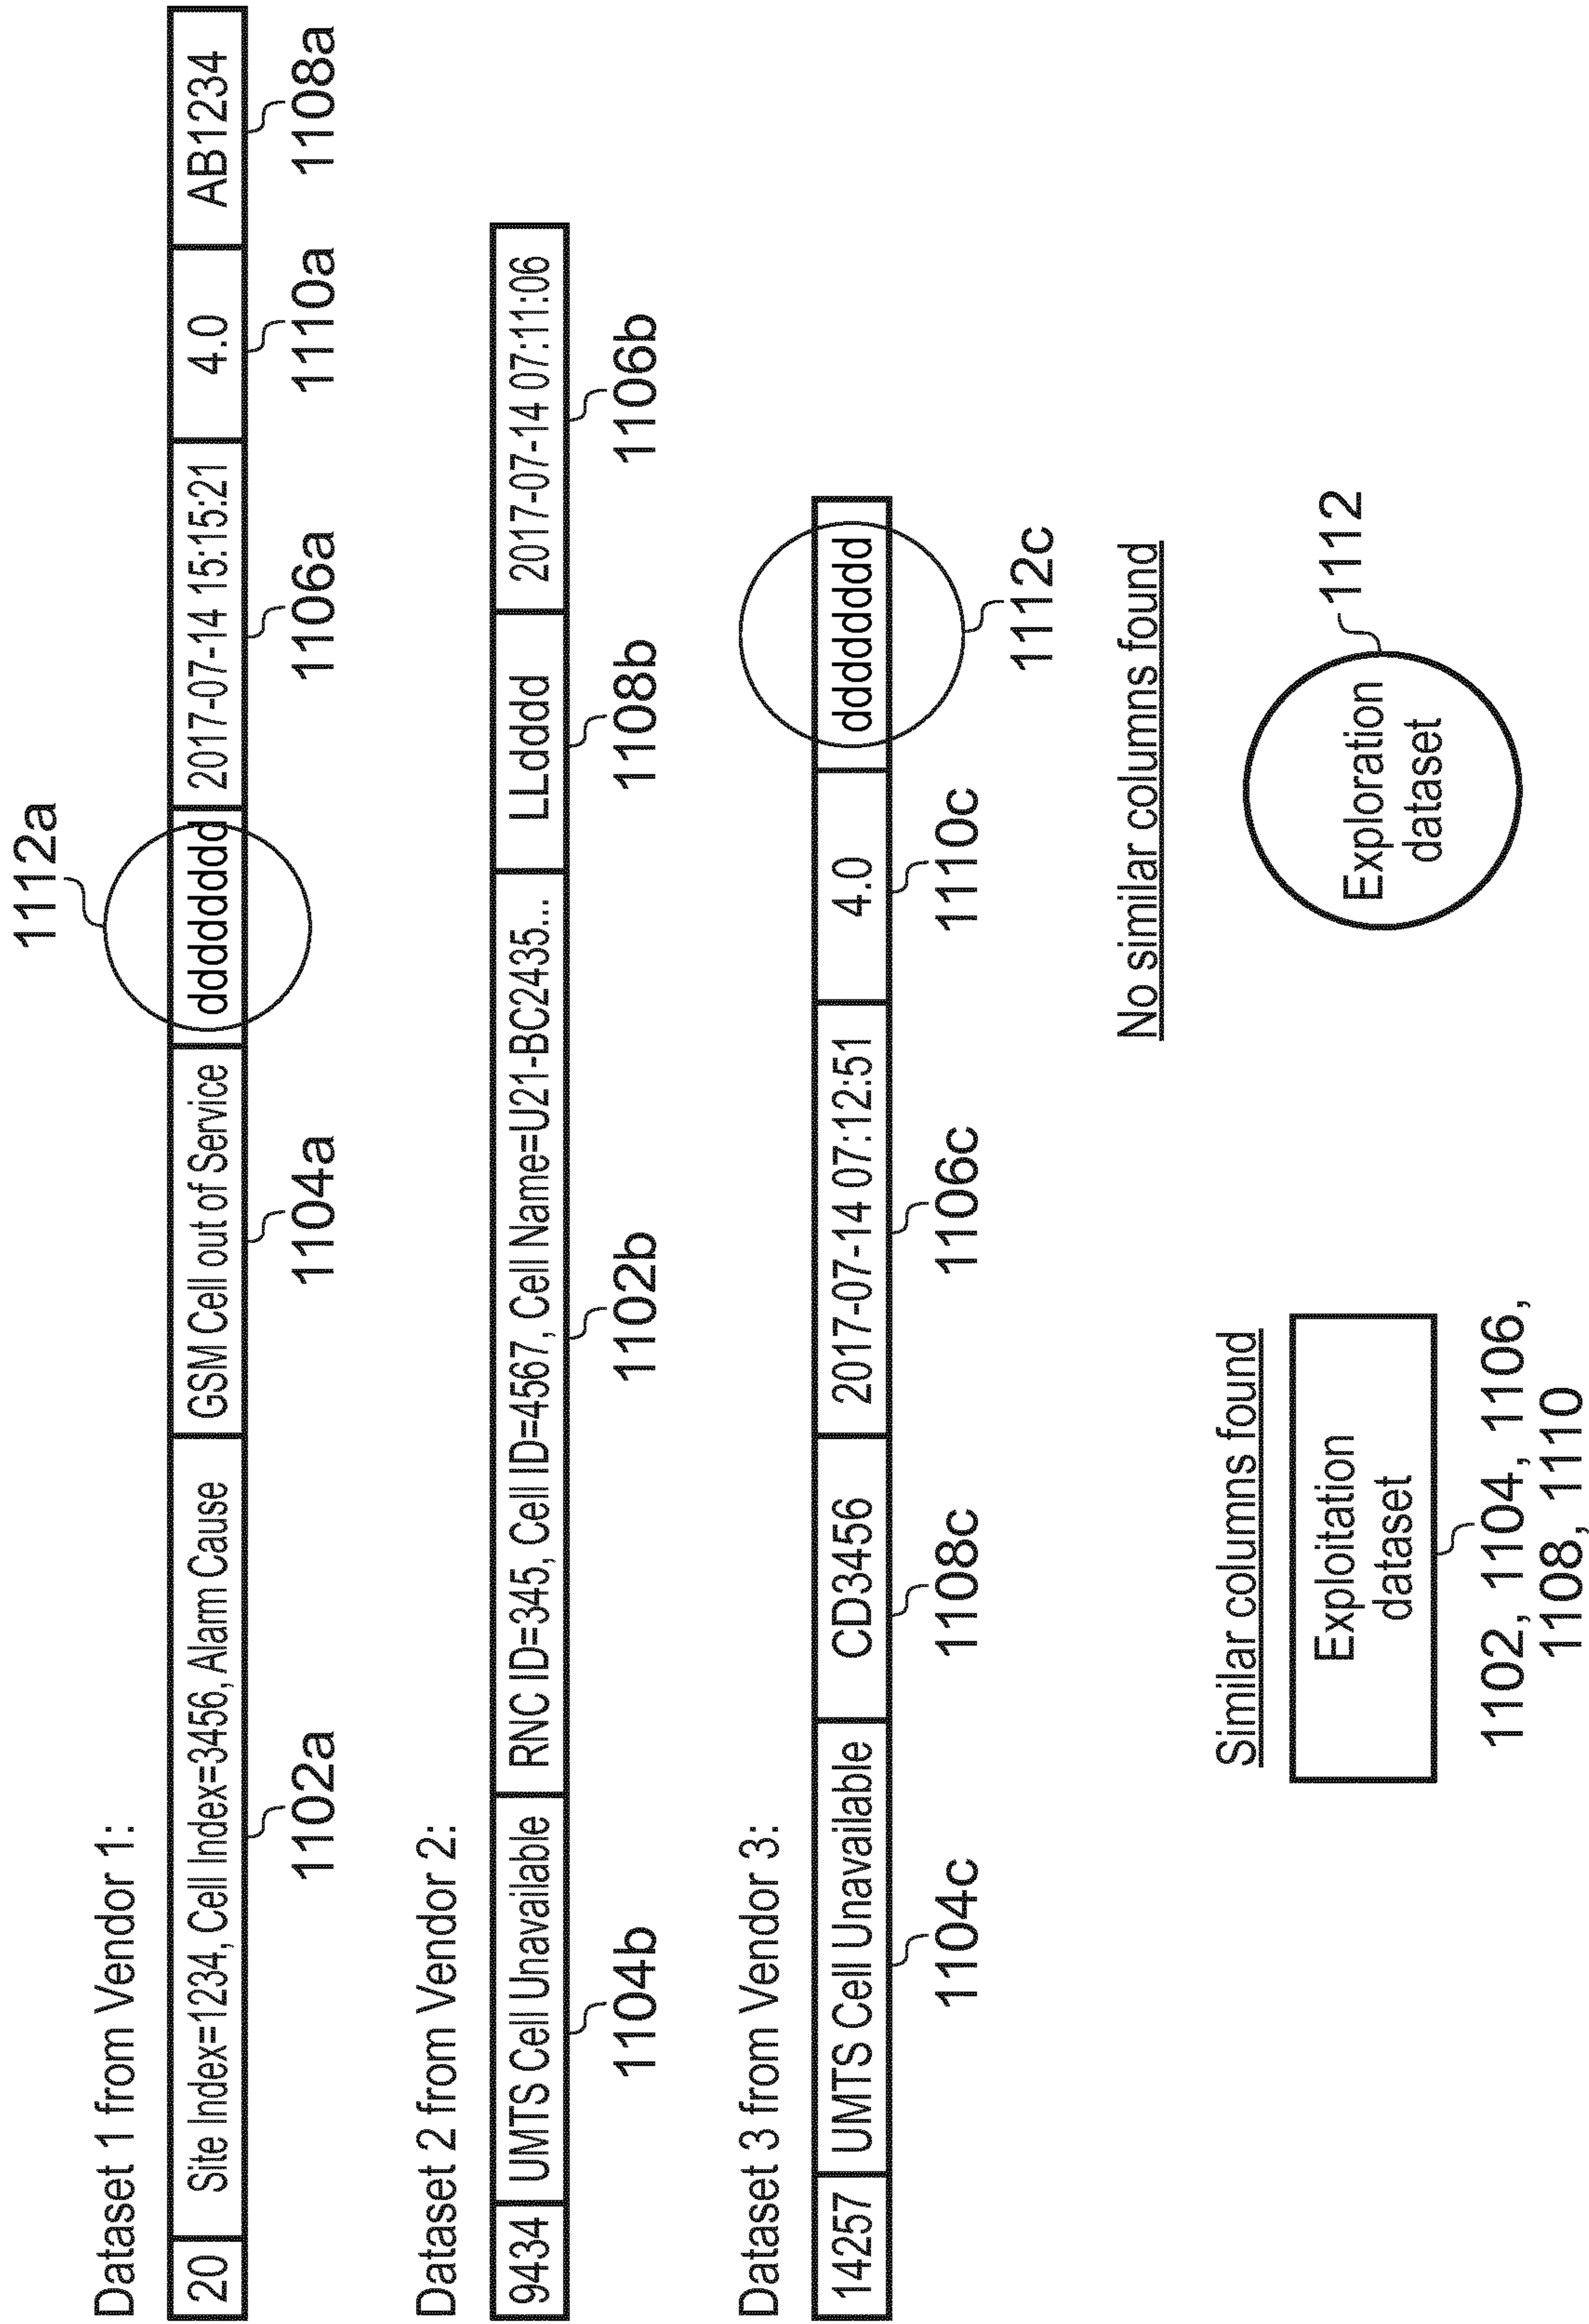 Dataset 1 from Vendor 1:
1112a
20 Site Index=1234, Cell Index=3456, Alarm Cause GSM Cell out of Service dddddddd 2017-07-14 15:15:21 4.0 AB1234
1102a 1104a 1106a 1110a 1108a
Dataset 2 from Vendor 2:
9434 UMTS Cell Unavailable RNC ID=345, Cell ID=4567, Cell Name=U21-BC2435... LLdddd 2017-07-14 07:11:06
1104b 1102b 1108b 1106b
Dataset 3 from Vendor 3:
14257 UMTS Cell Unavailable CD3456 2017-07-14 07:12:51 4.0 dddddddd
1104c 1108c 1106c 1110c 1112c
Similar columns found
Exploitation
dataset
1102, 1104, 1106,
1108, 1110
No similar columns found
Exploration
dataset
1112